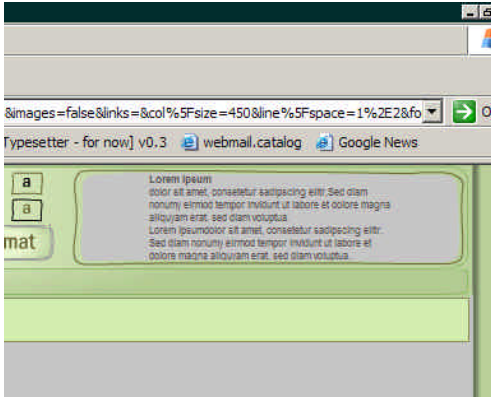 &images=false&links=&col%5Fsize=450&line%5Fspace=1%2E2&fo
Typesetter - for now] v0.3 webmail.catalog Google News
a
a
mat
Lorem Ipsum
dolor sit amet, consetetur sadipscing elitr,Sed diam
nonumy eirmod tempor invidunt ut labore et dolore magna
aliquyam erat, sed diam voluptua.
Lorem ipsumdolor sit amet, consetetur sadipscing elitr.
Sed diam nonumy eirmod tempor invidunt ut labore et
dolore magna aliquyam erat, sed diam voluptua.